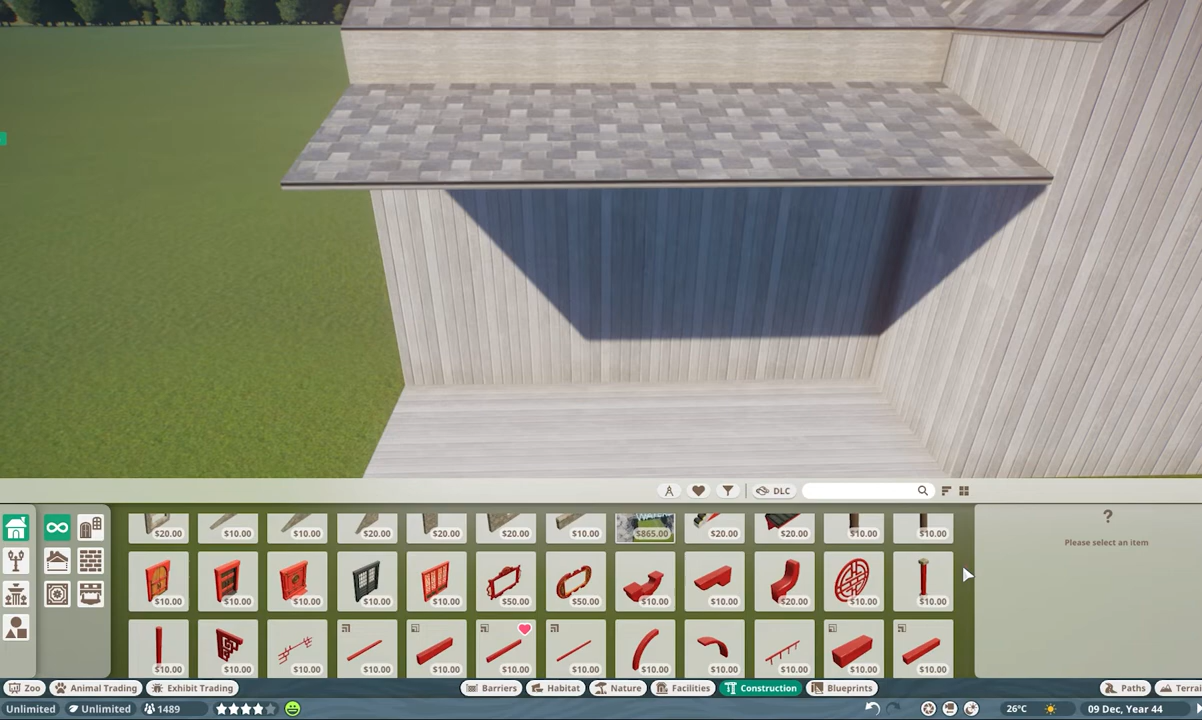 DLC
$20.00 $10.00 $10.00 $20.00 $20.00 $20.00 $10.00 $865.00 $20.00 $20.00 $10.00 $10.00
?
Please select an item
$10.00 $10.00 $10.00 $10.00 $10.00 $50.00 $50.00 $10.00 $10.00 $20.00 $10.00 $10.00
$10.00 $10.00 $10.00 $10.00 $10.00 $10.00 $10.00 $10.00 $10.00 $10.00 $10.00 $10.00
Zoo Animal Trading Exhibit Trading Barriers Habitat Nature Facilities Construction Blueprints Paths
Unlimited Unlimited 1489 26°C 09 Dec, Year 44